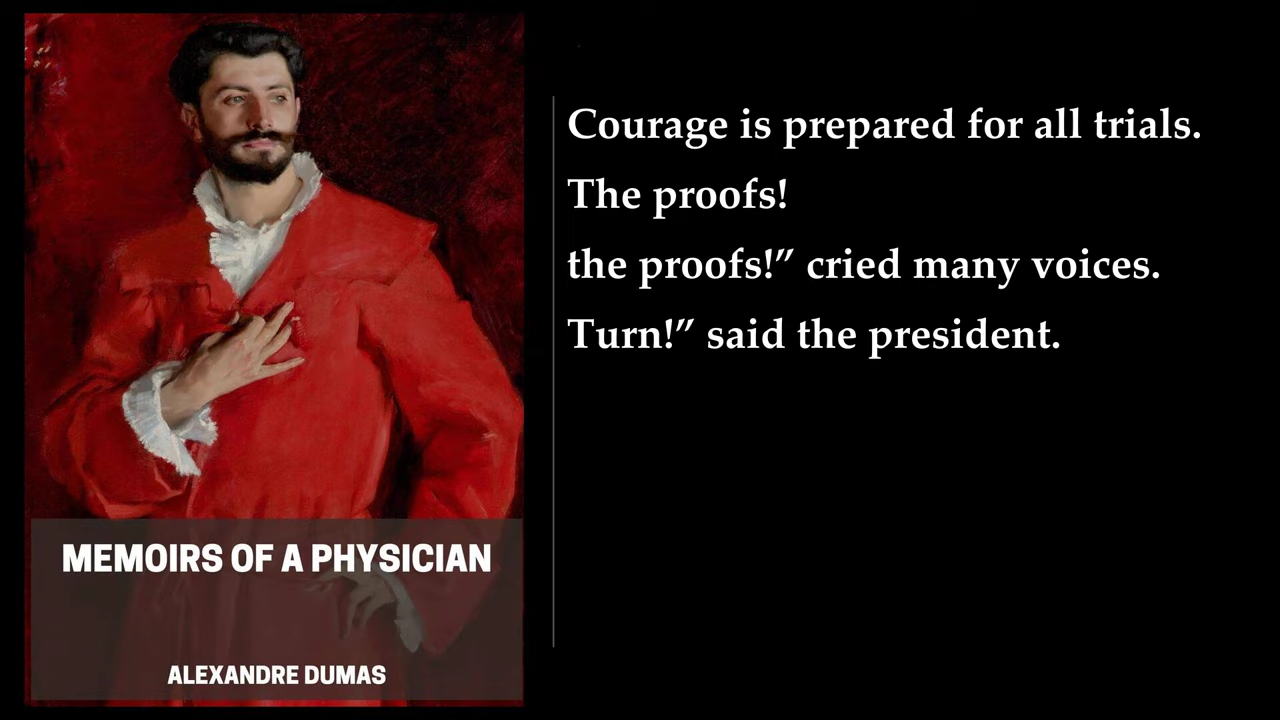 MEMOIRS OF A PHYSICIAN
ALEXANDRE DUMAS
Courage is prepared for all trials.
The proofs!
the proofs!” cried many voices.
Turn!” said the president.